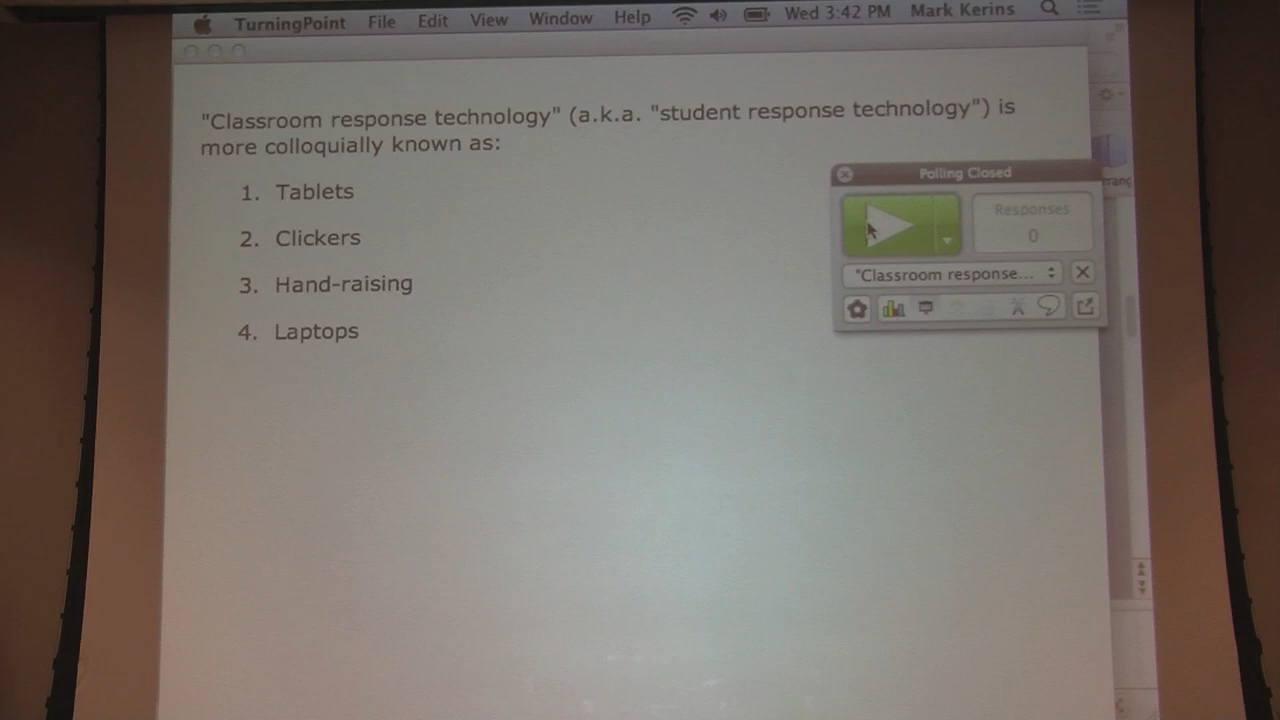 TurningPoint File Edit View Window Help Wed 3:42 PM Mark Kerins
"Classroom response technology" (a.k.a. "student response technology") is
more colloquially known as:
1. Tablets
2. Clickers
3. Hand-raising
4. Laptops
Polling Closed
Responses
0
"Classroom response...